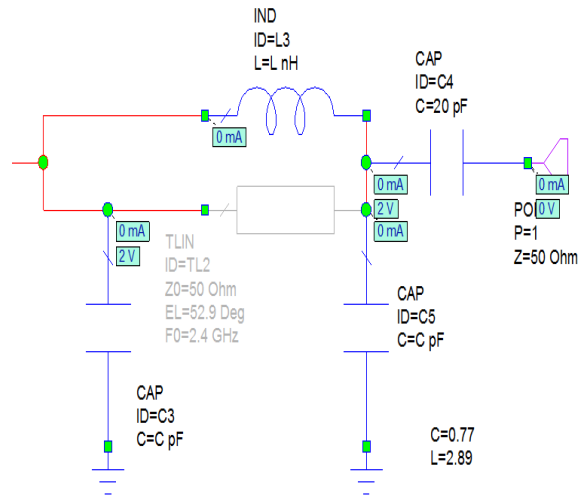 IND
ID=L3
L=L nH
CAP
ID=C4
C=20 pF
0 mA
0 mA
2 V
0 mA
0 mA
0 V
P=1
Z=50 Ohm
0 mA
2 V
TLIN
ID=TL2
Z0=50 Ohm
EL=52.9 Deg
F0=2.4 GHz
CAP
ID=C5
C=C pF
CAP
ID=C3
C=C pF
C=0.77
L=2.89